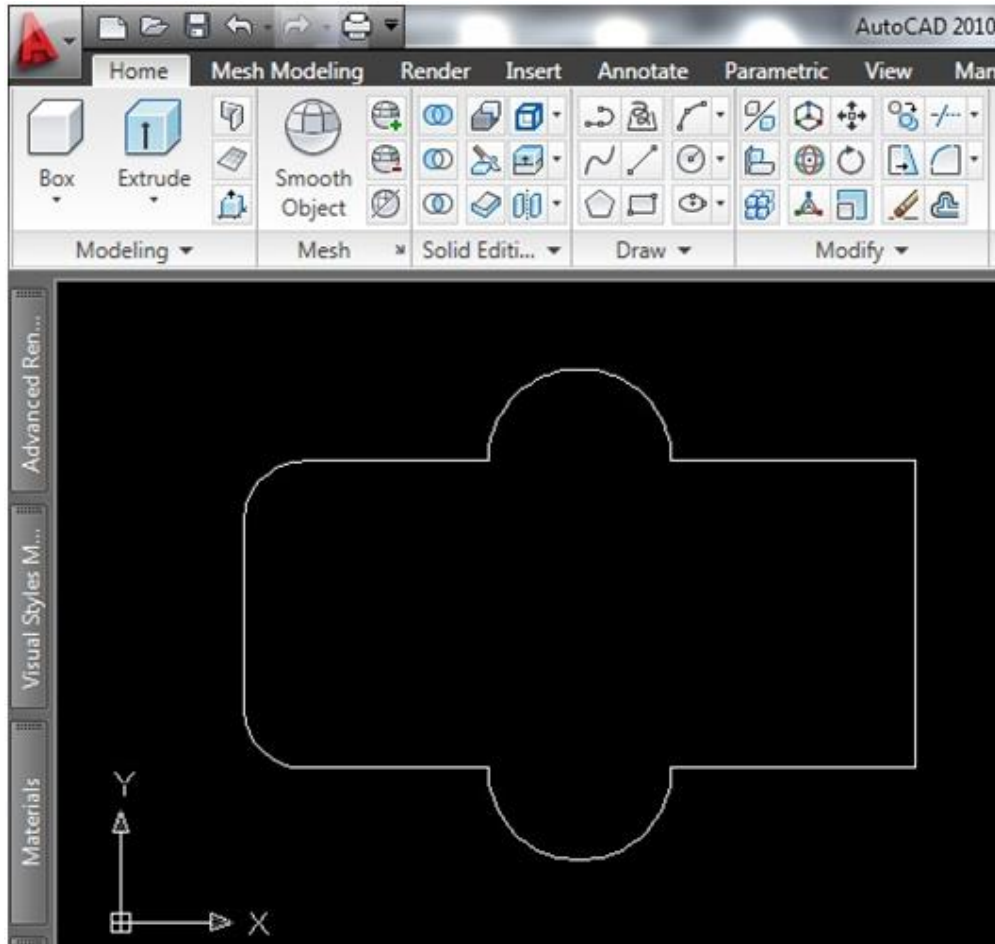 AutoCAD 2010
Home Mesh Modeling Render Insert Annotate Parametric View Man
Box Extrude Smooth Object
Modeling Mesh Solid Editi... Draw Modify
Advanced Ren...
Visual Styles M...
Materials
Y
X